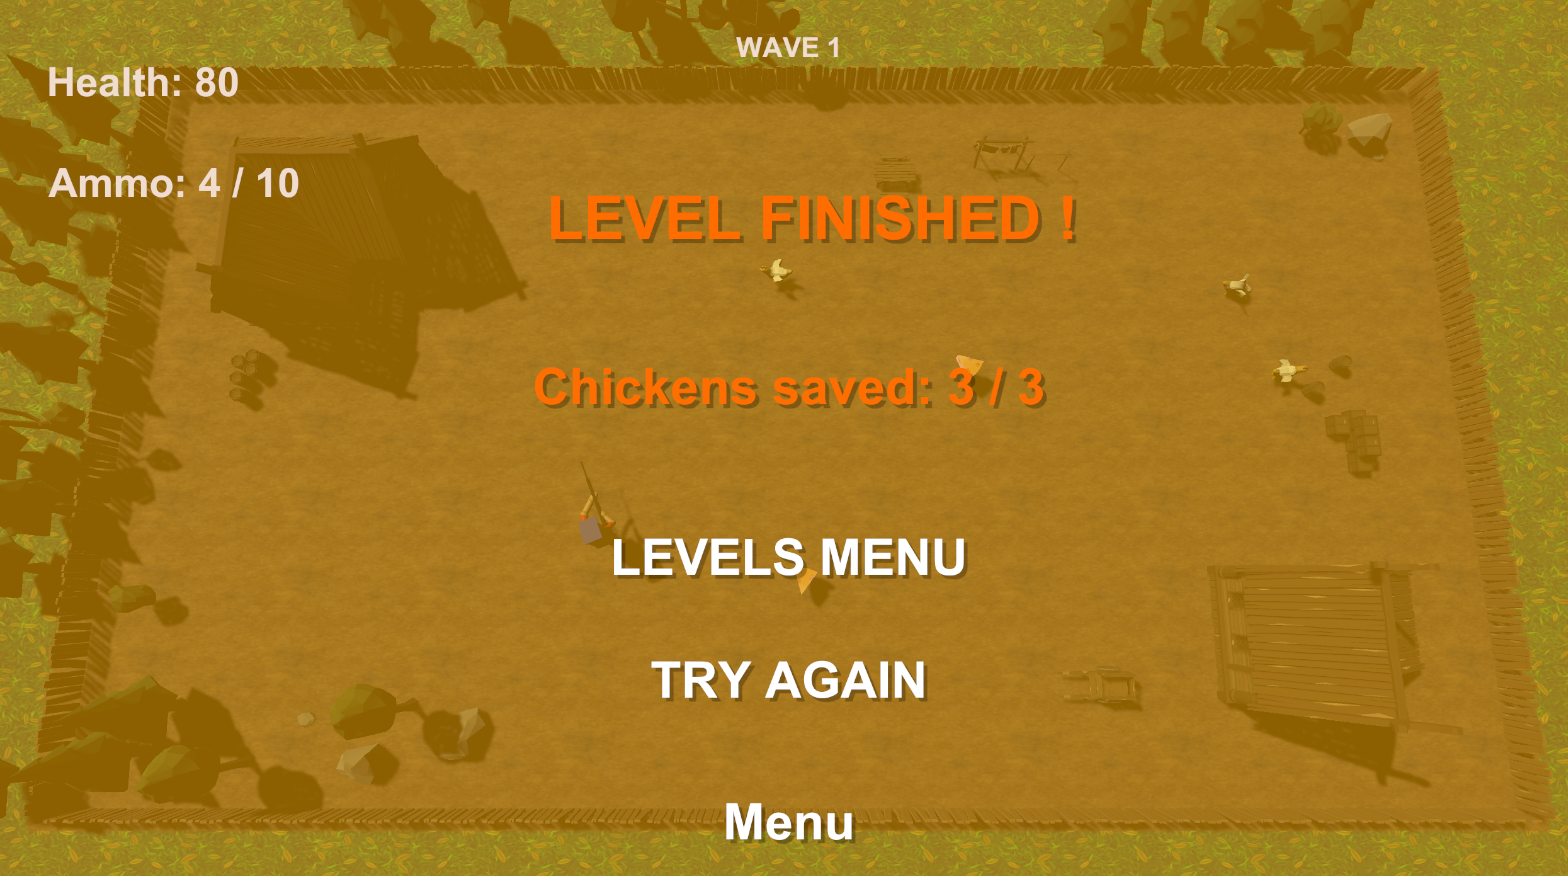 WAVE 1
Health: 80
Ammo: 4 / 10
LEVEL FINISHED !
Chickens saved: 3 / 3
LEVELS MENU
TRY AGAIN
Menu